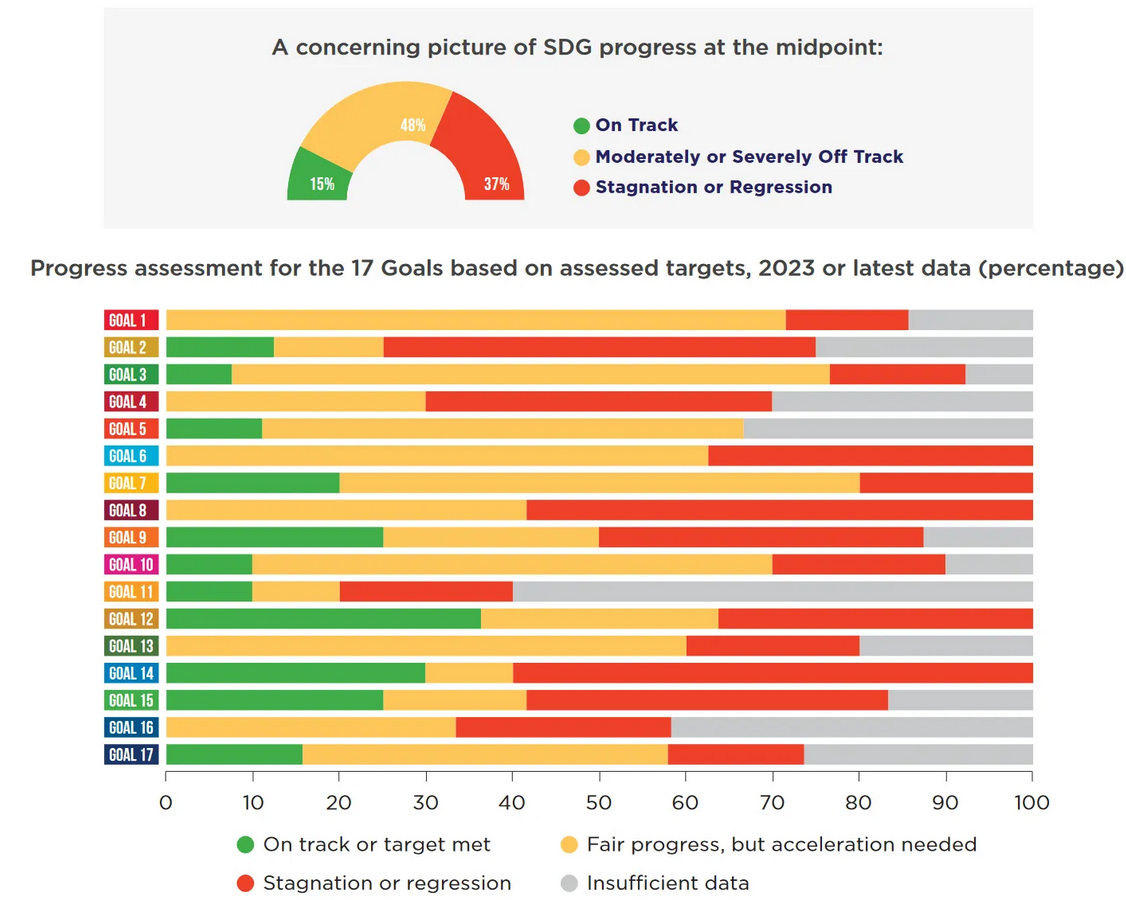 A concerning picture of SDG progress at the midpoint:
48%
15%
37%
On Track
Moderately or Severely Off Track
Stagnation or Regression
Progress assessment for the 17 Goals based on assessed targets, 2023 or latest data (percentage)
GOAL 1
GOAL 2
GOAL 3
GOAL 4
GOAL 5
GOAL 6
GOAL 7
GOAL 8
GOAL 9
GOAL 10
GOAL 11
GOAL 12
GOAL 13
GOAL 14
GOAL 15
GOAL 16
GOAL 17
0 10 20 30 40 50 60 70 80 90 100
On track or target met
Fair progress, but acceleration needed
Stagnation or regression
Insufficient data